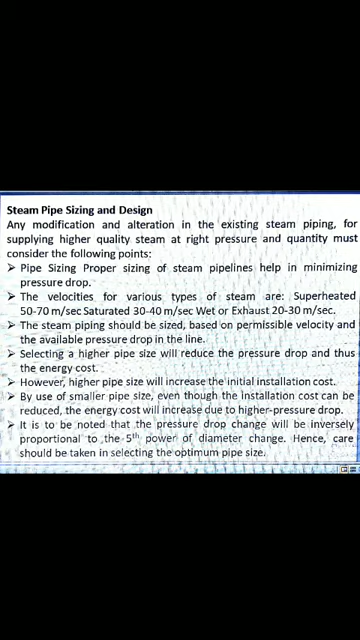 Steam Pipe Sizing and Design
Any modification and alteration in the existing steam piping, for
supplying higher quality steam at right pressure and quantity must
consider the following points:
➤ Pipe Sizing Proper sizing of steam pipelines help in minimizing
pressure drop.
➤ The velocities for various types of steam are: Superheated
50-70 m/sec Saturated 30-40 m/sec Wet or Exhaust 20-30 m/sec.
➤ The steam piping should be sized, based on permissible velocity and
the available pressure drop in the line.
➤ Selecting a higher pipe size will reduce the pressure drop and thus
the energy cost.
➤ However, higher pipe size will increase the initial installation cost.
➤ By use of smaller pipe size, even though the installation cost can be
reduced, the energy cost will increase due to higher-pressure drop.
➤ It is to be noted that the pressure drop change will be inversely
proportional to the 5th power of diameter change. Hence, care
should be taken in selecting the optimum pipe size.